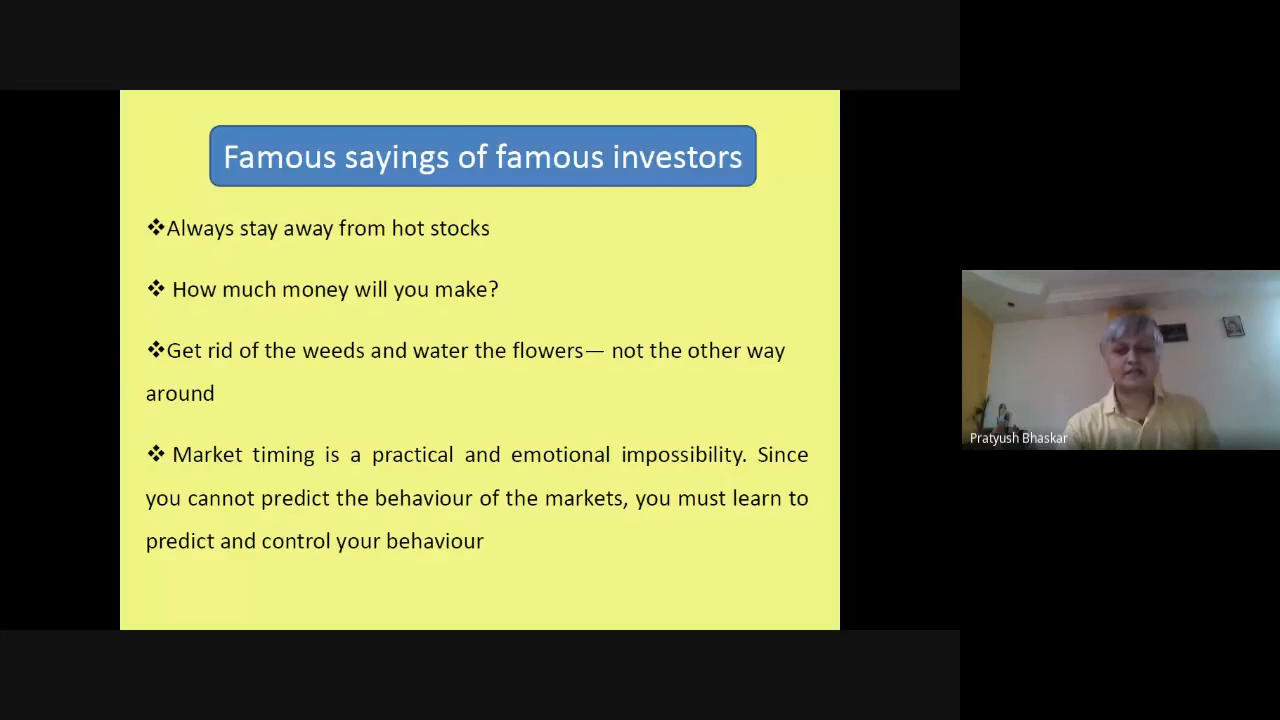 Famous sayings of famous investors
❖Always stay away from hot stocks
❖ How much money will you make?
❖Get rid of the weeds and water the flowers— not the other way
around
❖ Market timing is a practical and emotional impossibility. Since
you cannot predict the behaviour of the markets, you must learn to
predict and control your behaviour
Pratyush Bhaskar